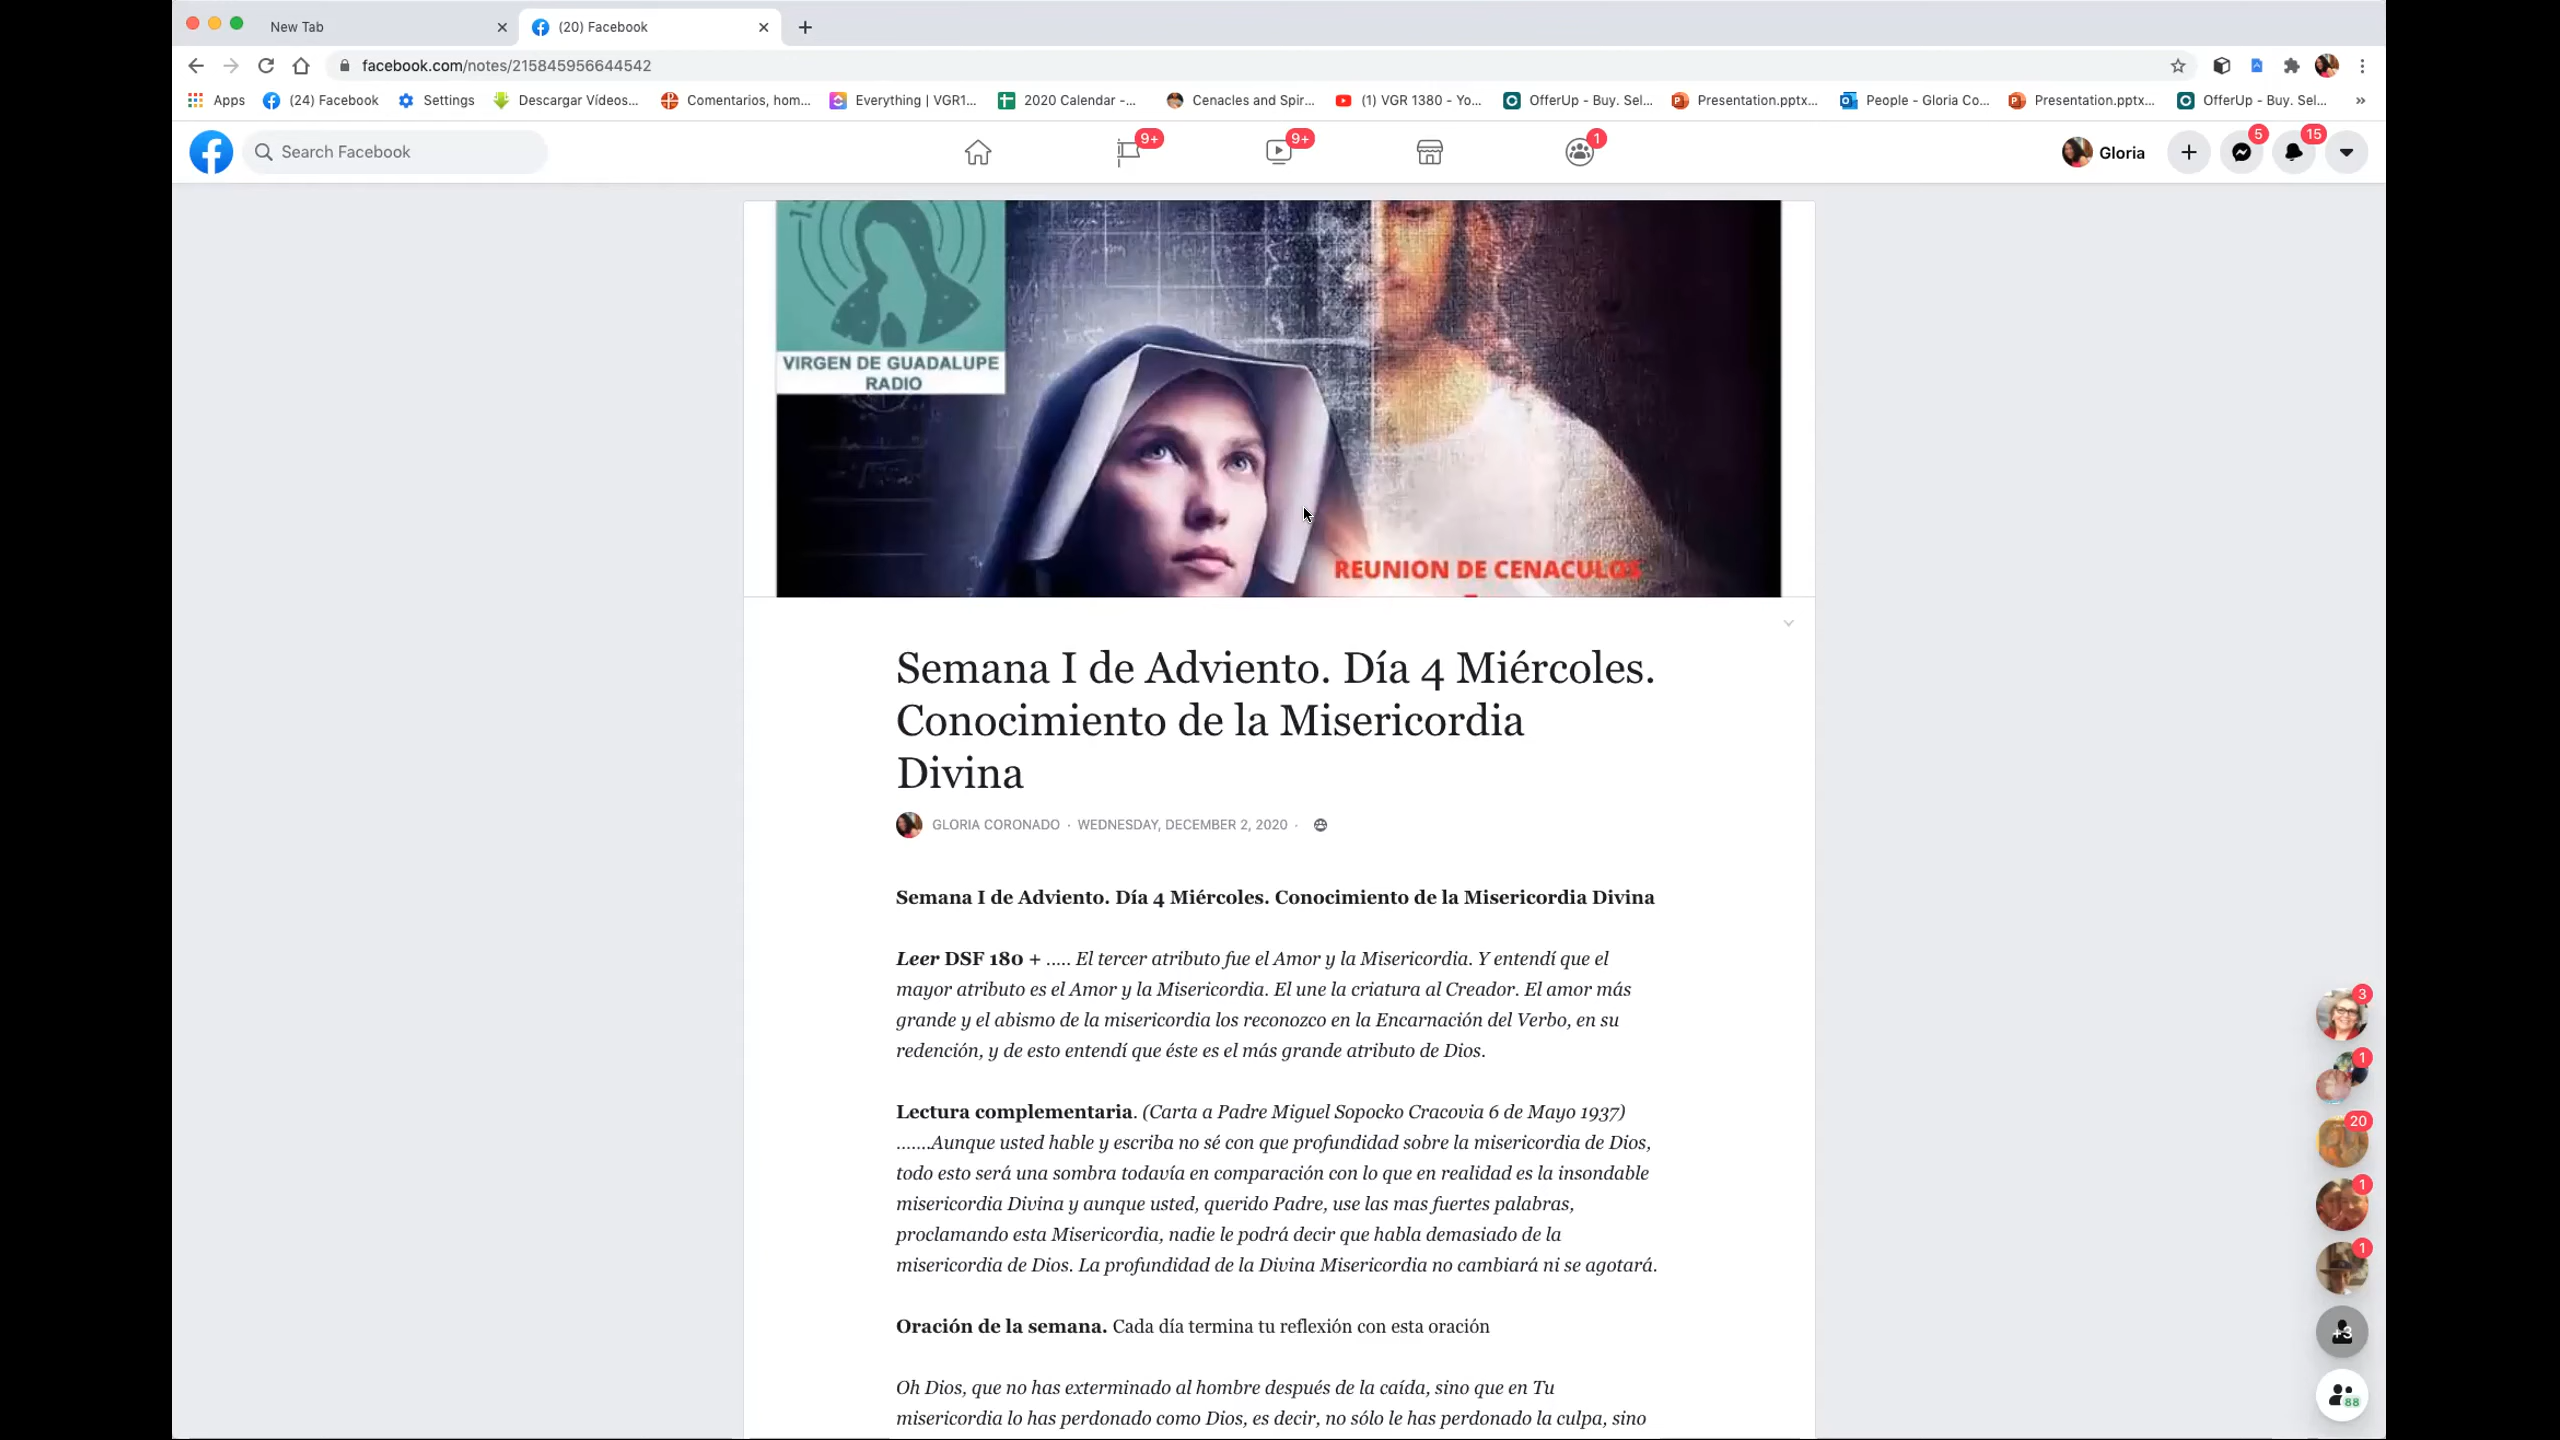 New Tab
(20) Facebook
facebook.com/notes/215845956644542
Apps
(24) Facebook
Settings
Descargar Vídeos...
Comentarios, hom...
Everything | VGR1...
2020 Calendar -...
Cenacles and Spir...
(1) VGR 1380 - Yo...
OfferUp - Buy. Sel...
Presentation.pptx...
People - Gloria Co...
Presentation.pptx...
OfferUp - Buy. Sel...
Search Facebook
9+
9+
1
Gloria
5
15
VIRGEN DE GUADALUPE
RADIO
REUNION DE CENACULOS
Semana I de Adviento. Día 4 Miércoles.
Conocimiento de la Misericordia
Divina
GLORIA CORONADO · WEDNESDAY, DECEMBER 2, 2020 ·
Semana I de Adviento. Día 4 Miércoles. Conocimiento de la Misericordia Divina
Leer DSF 180 + ..... El tercer atributo fue el Amor y la Misericordia. Y entendí que el
mayor atributo es el Amor y la Misericordia. El une la criatura al Creador. El amor más
grande y el abismo de la misericordia los reconozco en la Encarnación del Verbo, en su
redención, y de esto entendí que éste es el más grande atributo de Dios.
Lectura complementaria. (Carta a Padre Miguel Sopocko Cracovia 6 de Mayo 1937)
.......Aunque usted hable y escriba no sé con que profundidad sobre la misericordia de Dios,
todo esto será una sombra todavía en comparación con lo que en realidad es la insondable
misericordia Divina y aunque usted, querido Padre, use las mas fuertes palabras,
proclamando esta Misericordia, nadie le podrá decir que habla demasiado de la
misericordia de Dios. La profundidad de la Divina Misericordia no cambiará ni se agotará.
Oración de la semana. Cada día termina tu reflexión con esta oración
Oh Dios, que no has exterminado al hombre después de la caída, sino que en Tu
misericordia lo has perdonado como Dios, es decir, no sólo le has perdonado la culpa, sino
3
1
20
1
1
+3
88